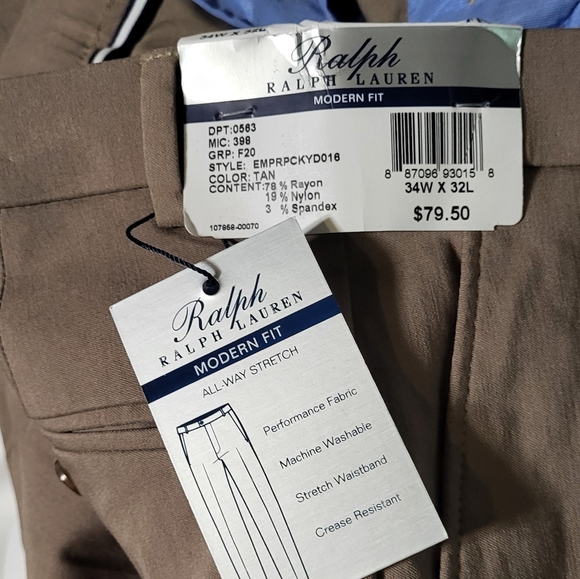 34W X 32L
Ralph
RALPH LAUREN
MODERN FIT
DPT:0563
MIC: 398
GRP: F20
STYLE: EMPRPCKYD016
COLOR: TAN
CONTENT:78 % Rayon
19 % Nylon
3 % Spandex
107858-00070
8 87096 93015 8
34W X 32L
$79.50
Ralph
RALPH LAUREN
MODERN FIT
ALL-WAY STRETCH
Performance Fabric
Machine Washable
Stretch Waistband
Crease Resistant